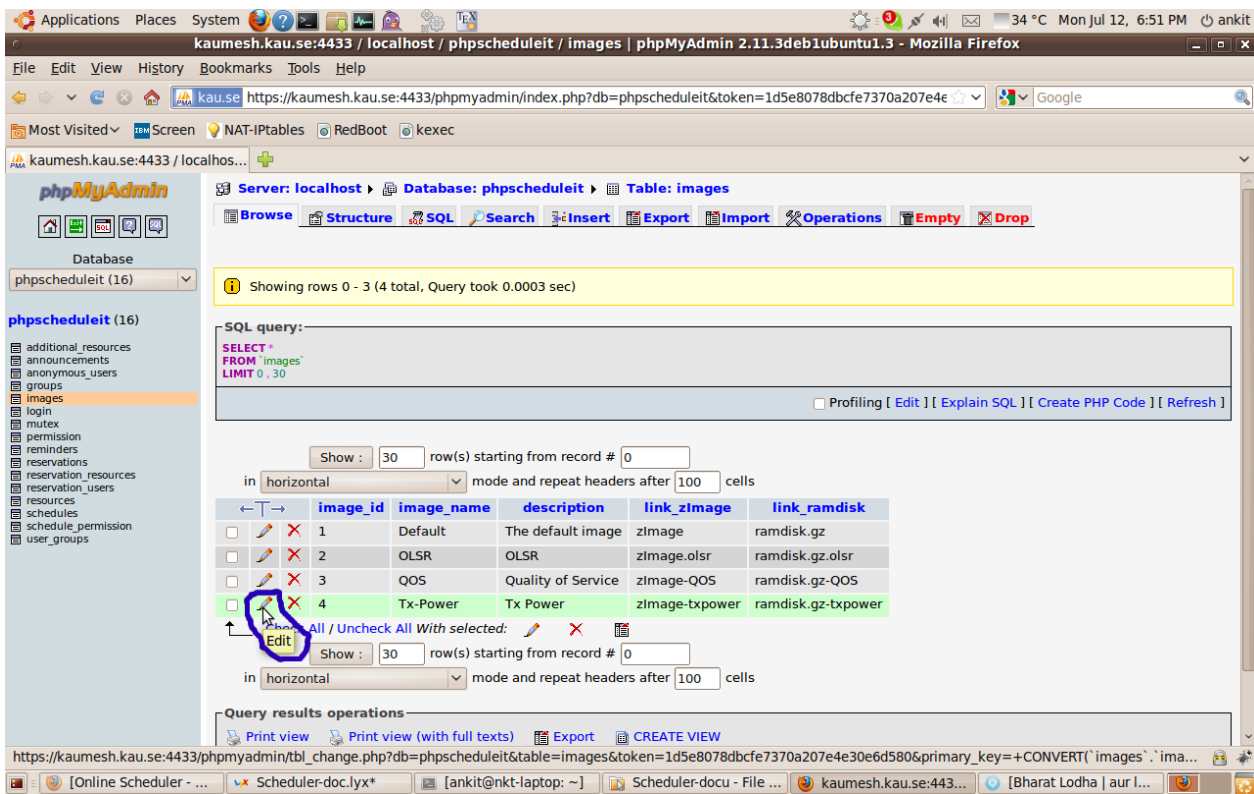 Applications Places System 34 °C Mon Jul 12, 6:51 PM ankit
kaumesh.kau.se:4433 / localhost / phpscheduleit / images | phpMyAdmin 2.11.3deb1ubuntu1.3 - Mozilla Firefox
File Edit View History Bookmarks Tools Help
kau.se https://kaumesh.kau.se:4433/phpmyadmin/index.php?db=phpscheduleit&token=1d5e8078dbcfe7370a207e4e Google
Most Visited IBM Screen NAT-IPtables RedBoot kexec
kaumesh.kau.se:4433 / localhos...
phpMyAdmin
Database
phpscheduleit (16)
phpscheduleit (16)
additional_resources
announcements
anonymous_users
groups
images
login
mutex
permission
reminders
reservations
reservation_resources
reservation_users
resources
schedules
schedule_permission
user_groups
Server: localhost Database: phpscheduleit Table: images
Browse Structure SQL Search Insert Export Import Operations Empty Drop
Showing rows 0 - 3 (4 total, Query took 0.0003 sec)
SQL query:
SELECT *
FROM `images`
LIMIT 0 , 30
Profiling [ Edit ] [ Explain SQL ] [ Create PHP Code ] [ Refresh ]
Show : 30 row(s) starting from record # 0
in horizontal mode and repeat headers after 100 cells
←T→ image_id image_name description link_zImage link_ramdisk
1 Default The default image zImage ramdisk.gz
2 OLSR OLSR zImage.olsr ramdisk.gz.olsr
3 QOS Quality of Service zImage-QOS ramdisk.gz-QOS
4 Tx-Power Tx Power zImage-txpower ramdisk.gz-txpower
Check All / Uncheck All With selected:
Edit
Show : 30 row(s) starting from record # 0
in horizontal mode and repeat headers after 100 cells
Query results operations
Print view Print view (with full texts) Export CREATE VIEW
https://kaumesh.kau.se:4433/phpmyadmin/tbl_change.php?db=phpscheduleit&table=images&token=1d5e8078dbcfe7370a207e4e30e6d580&primary_key=+CONVERT(`images`.`ima...
[Online Scheduler - ... Scheduler-doc.lyx* [ankit@nkt-laptop: ~] Scheduler-docu - File ... kaumesh.kau.se:443... [Bharat Lodha | aur l...